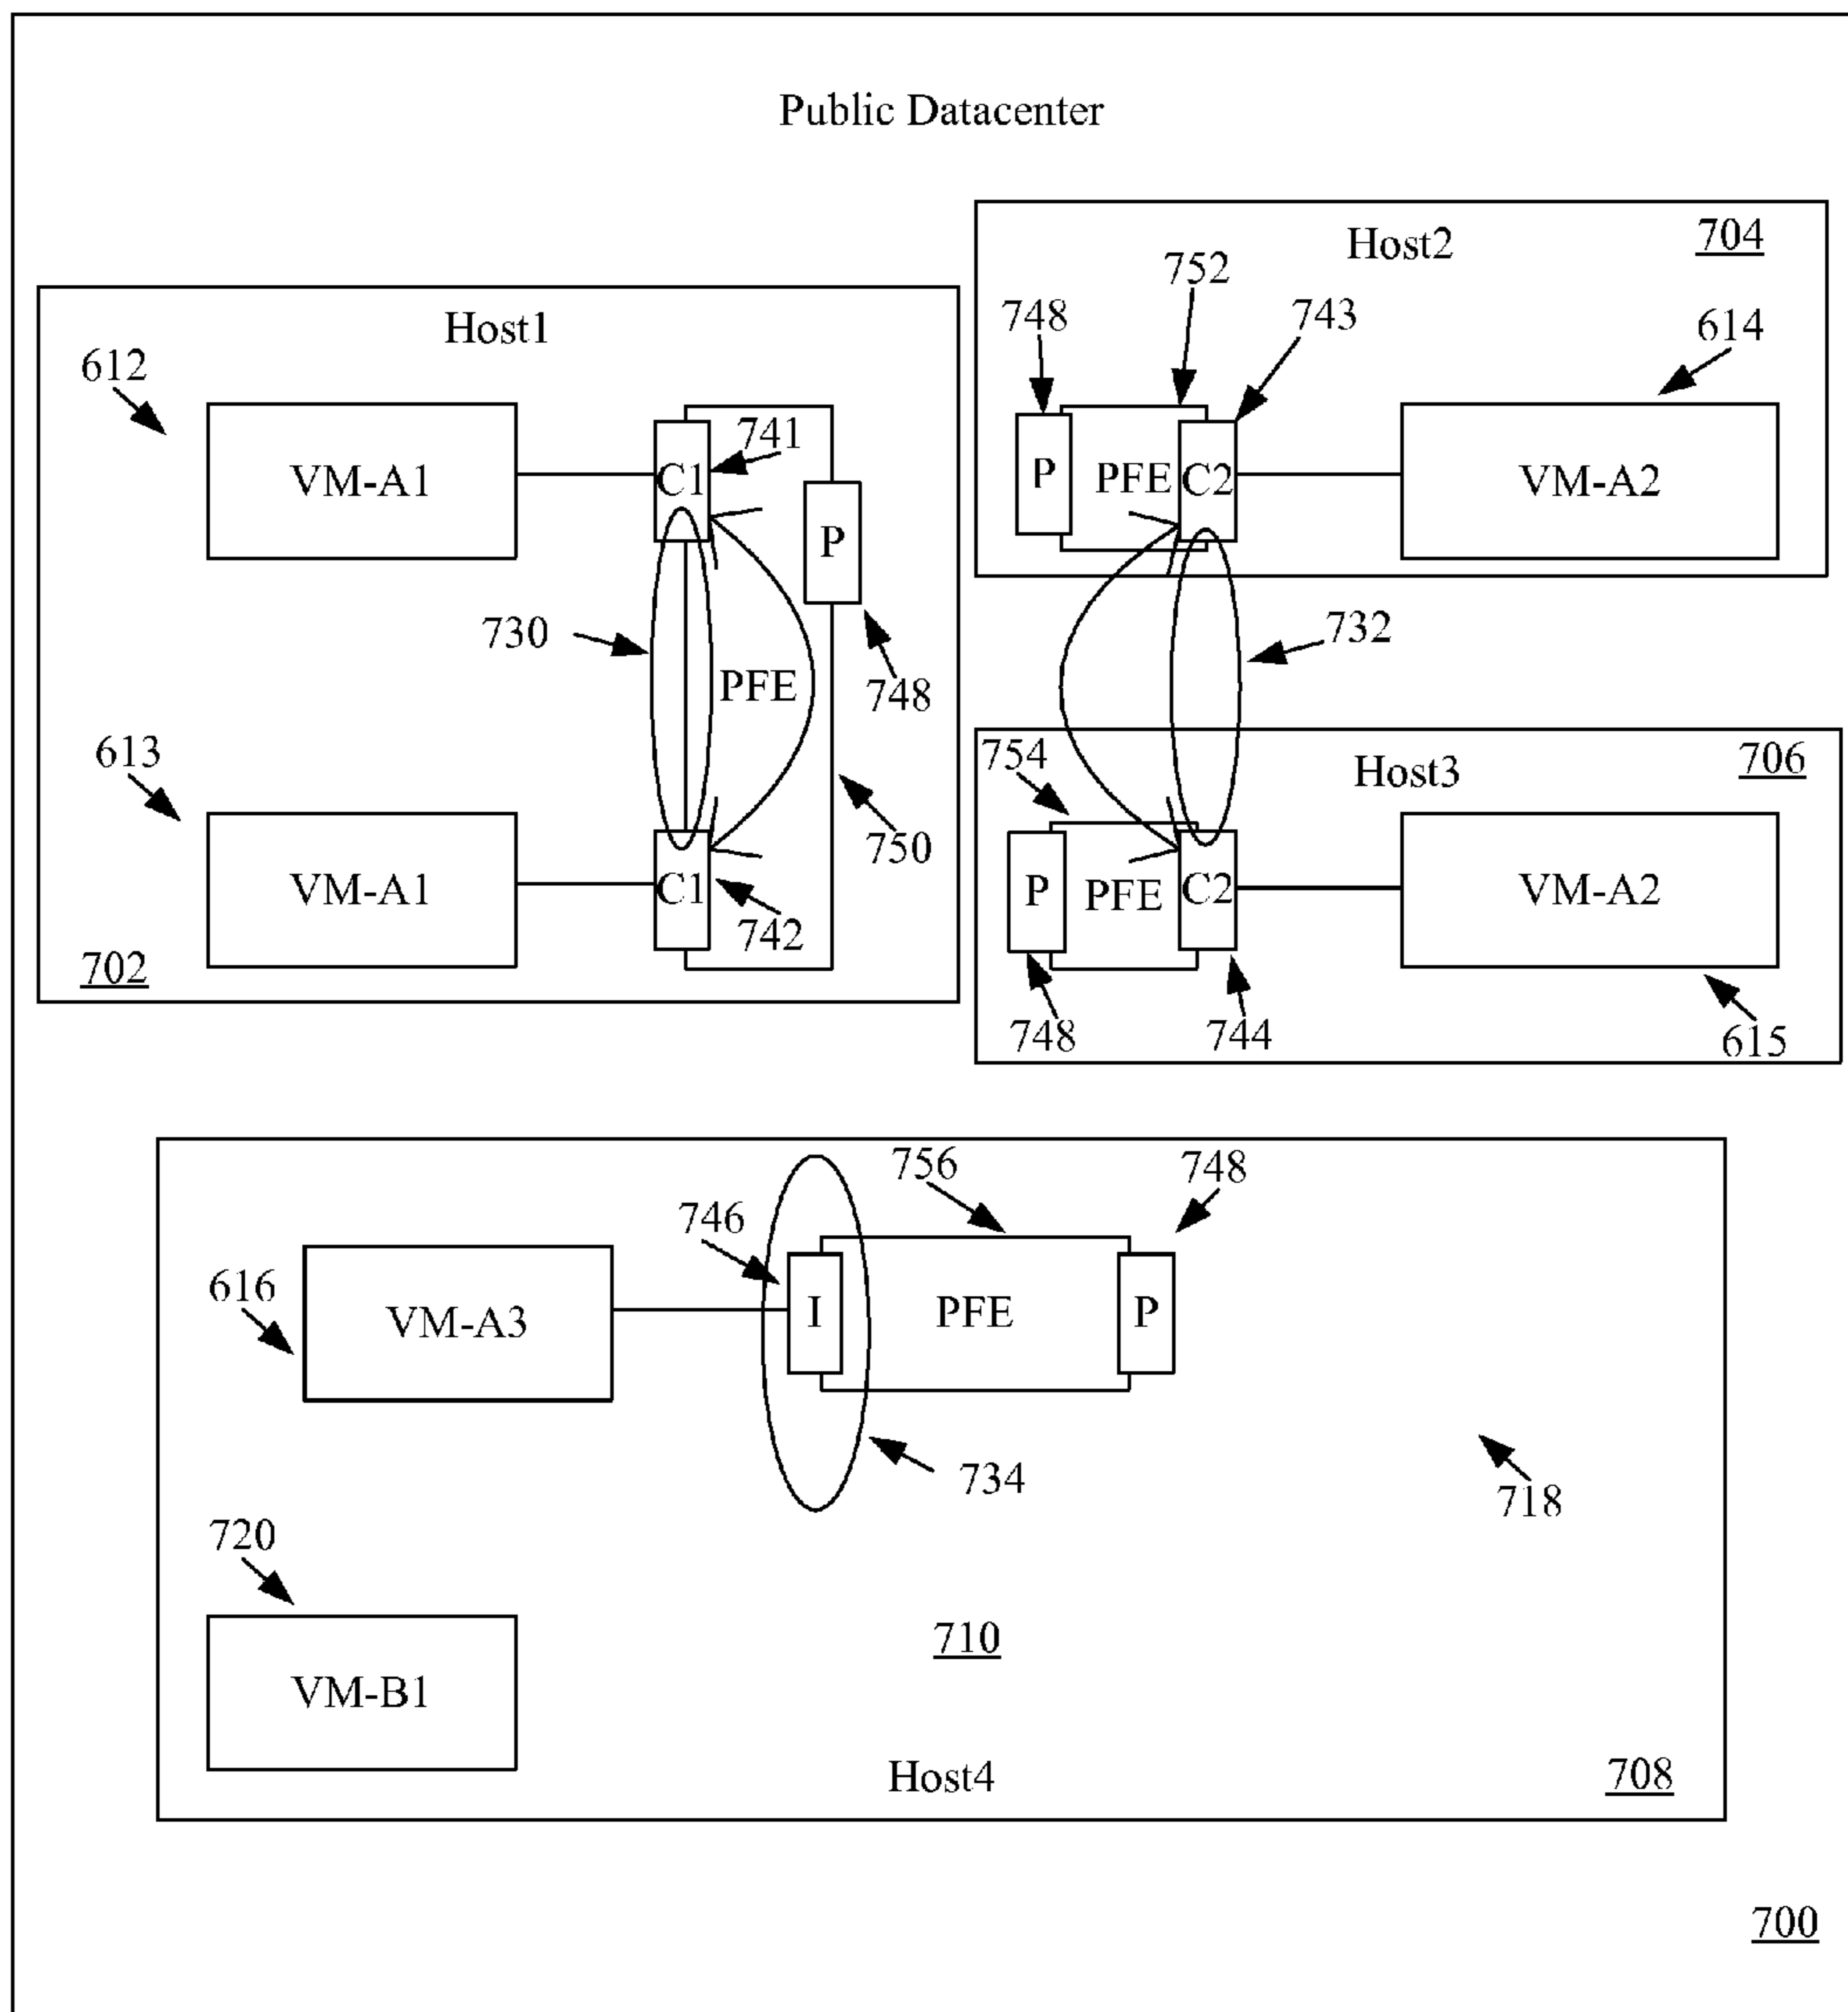 Public Datacenter
Host1
612
VM-A1
C1
741
P
748
730
PFE
613
VM-A1
C1
742
750
702
Host2
704
752
748
743
614
P
PFE
C2
VM-A2
732
Host3
706
754
P
PFE
C2
VM-A2
748
744
615
756
748
746
616
VM-A3
I
PFE
P
734
718
720
VM-B1
710
Host4
708
700